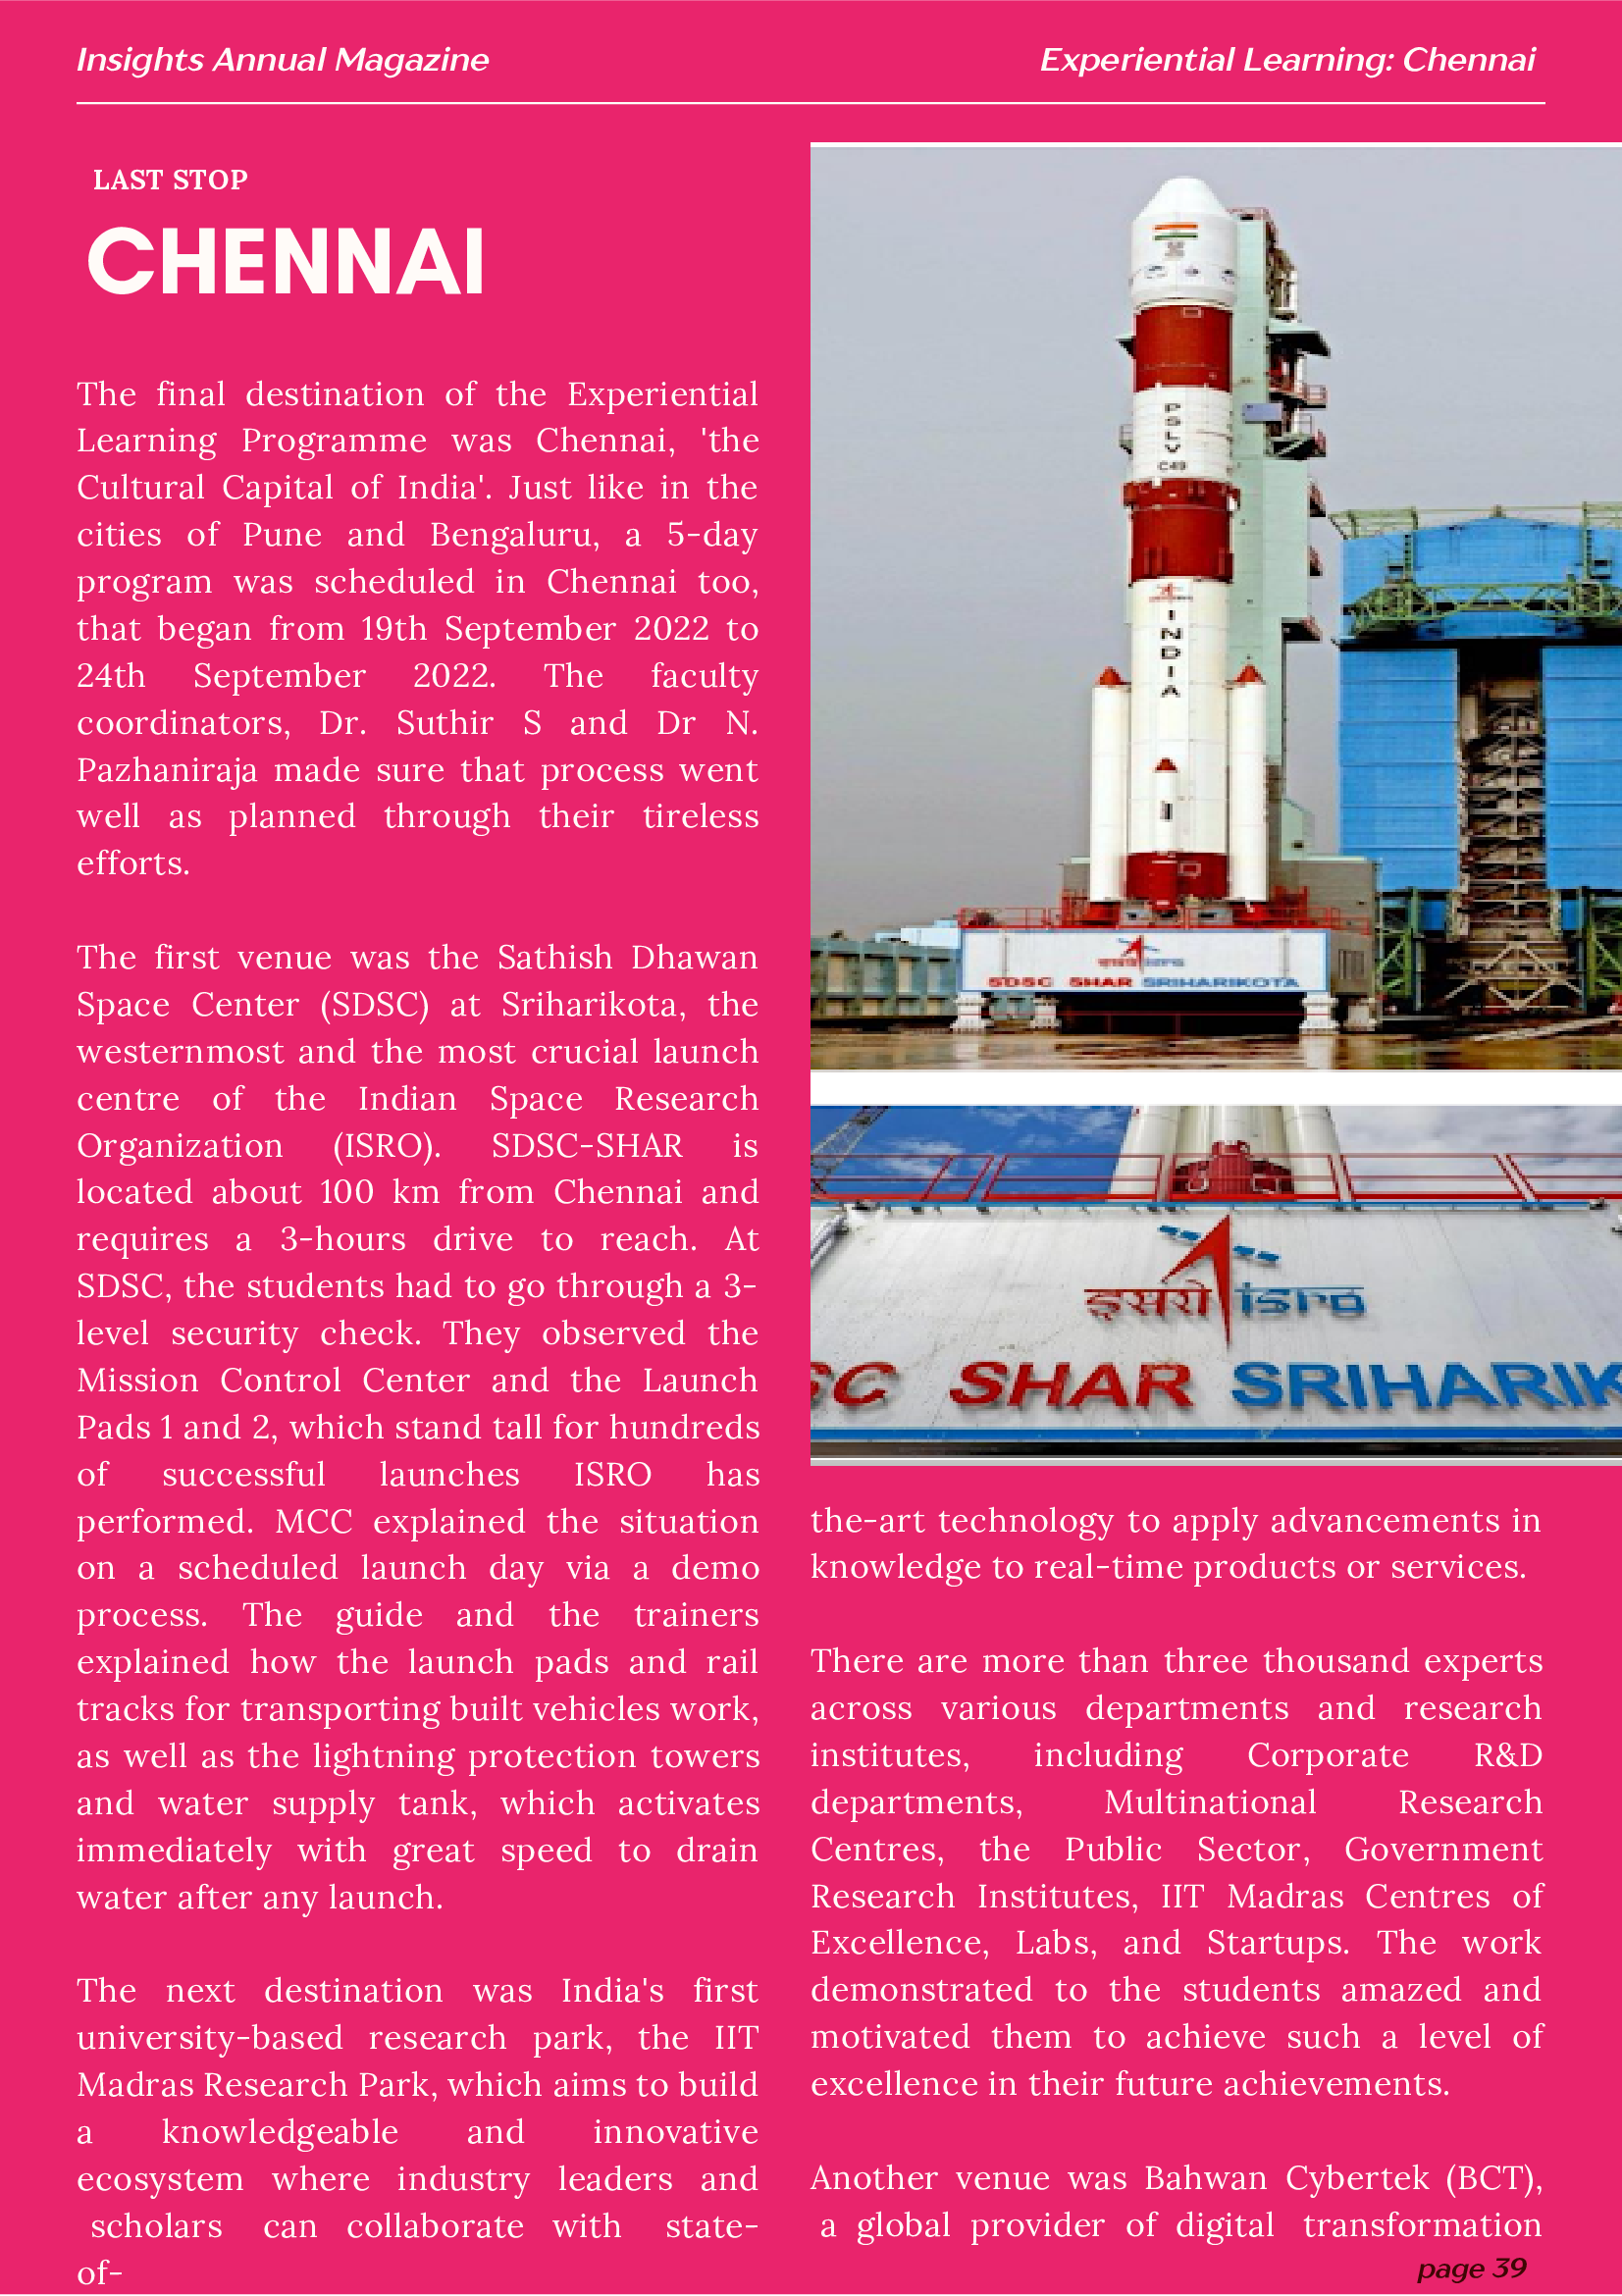 Insights Annual Magazine
Experiential Learning: Chennai
LAST STOP
CHENNAI
The final destination of the Experiential
Learning Programme was Chennai, 'the
Cultural Capital of India'. Just like in the
cities of Pune and Bengaluru, a 5-day
program was scheduled in Chennai too,
that began from 19th September 2022 to
24th September 2022. The faculty
coordinators, Dr. Suthir S and Dr N.
Pazhaniraja made sure that process went
well as planned through their tireless
efforts.
The first venue was the Sathish Dhawan
Space Center (SDSC) at Sriharikota, the
westernmost and the most crucial launch
centre of the Indian Space Research
Organization (ISRO). SDSC-SHAR is
located about 100 km from Chennai and
requires a 3-hours drive to reach. At
SDSC, the students had to go through a 3-
level security check. They observed the
Mission Control Center and the Launch
Pads 1 and 2, which stand tall for hundreds
of successful launches ISRO has
performed. MCC explained the situation
on a scheduled launch day via a demo
process. The guide and the trainers
explained how the launch pads and rail
tracks for transporting built vehicles work,
as well as the lightning protection towers
and water supply tank, which activates
immediately with great speed to drain
water after any launch.
The next destination was India's first
university-based research park, the IIT
Madras Research Park, which aims to build
a knowledgeable and innovative
ecosystem where industry leaders and
scholars can collaborate with state-
of-
PSLV
C49
INDIA
इसरो isro
SDSC SHAR SRIHARIKOTA
इसरो isro
SC SHAR SRIHARIK
the-art technology to apply advancements in
knowledge to real-time products or services.
There are more than three thousand experts
across various departments and research
institutes, including Corporate R&D
departments, Multinational Research
Centres, the Public Sector, Government
Research Institutes, IIT Madras Centres of
Excellence, Labs, and Startups. The work
demonstrated to the students amazed and
motivated them to achieve such a level of
excellence in their future achievements.
Another venue was Bahwan Cybertek (BCT),
a global provider of digital transformation
page 39